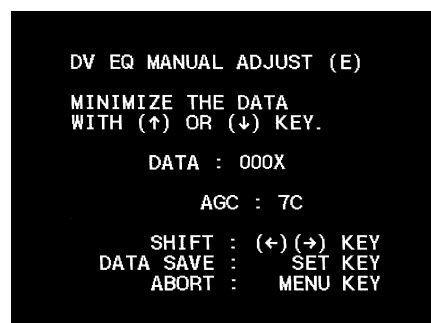 DV EQ MANUAL ADJUST (E)
MINIMIZE THE DATA
WITH (↑) OR (↓) KEY.
DATA : 000X
AGC : 7C
SHIFT : (←)(→) KEY
DATA SAVE : SET KEY
ABORT : MENU KEY